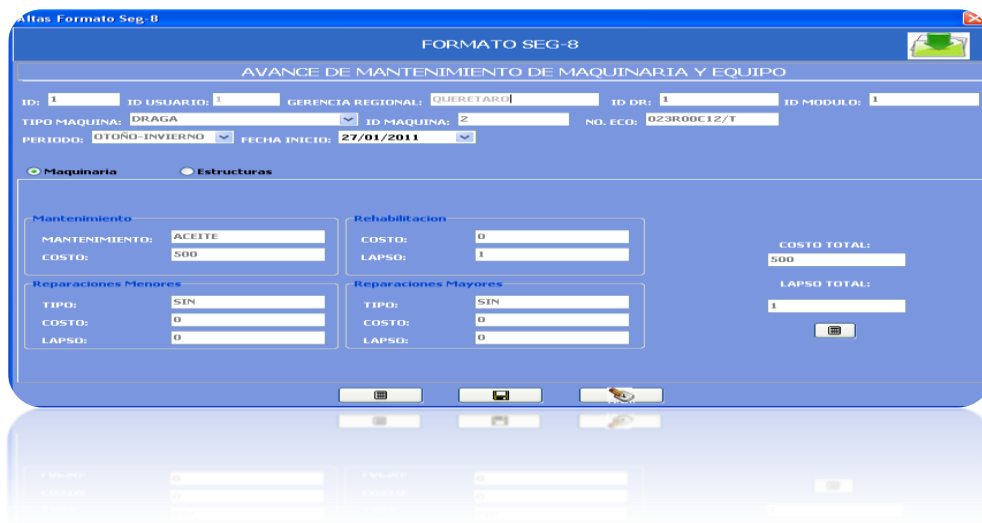 Altas Formato Seg-8
FORMATO SEG-8
AVANCE DE MANTENIMIENTO DE MAQUINARIA Y EQUIPO
ID: 1 ID USUARIO: 1 GERENCIA REGIONAL: QUERETARO ID DR: 1 ID MODULO: 1
TIPO MAQUINA: DRAGA ID MAQUINA: 2 NO. ECO: 023R00C12/T
PERIODO: OTOÑO-INVIERNO FECHA INICIO: 27/01/2011
Maquinaria Estructuras
Mantenimiento
MANTENIMIENTO: ACEITE
COSTO: 500
Rehabilitacion
COSTO: 0
LAPSO: 1
Reparaciones Menores
TIPO: SIN
COSTO: 0
LAPSO: 0
Reparaciones Mayores
TIPO: SIN
COSTO: 0
LAPSO: 0
COSTO TOTAL:
500
LAPSO TOTAL:
1